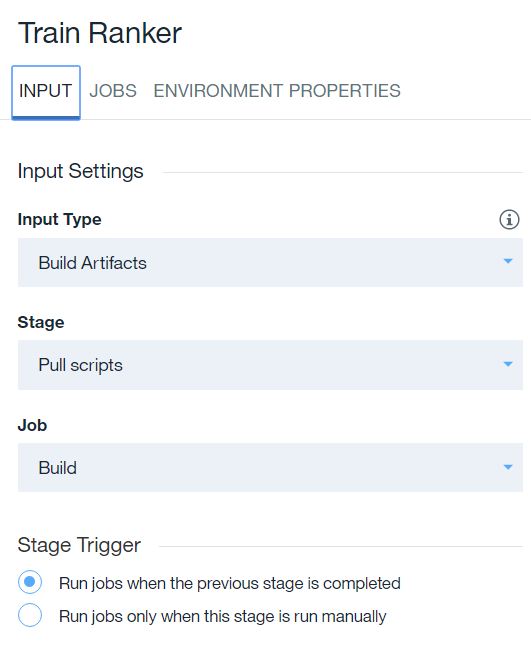 Train Ranker
INPUT JOBS ENVIRONMENT PROPERTIES
Input Settings
Input Type
Build Artifacts
Stage
Pull scripts
Job
Build
Stage Trigger
Run jobs when the previous stage is completed
Run jobs only when this stage is run manually